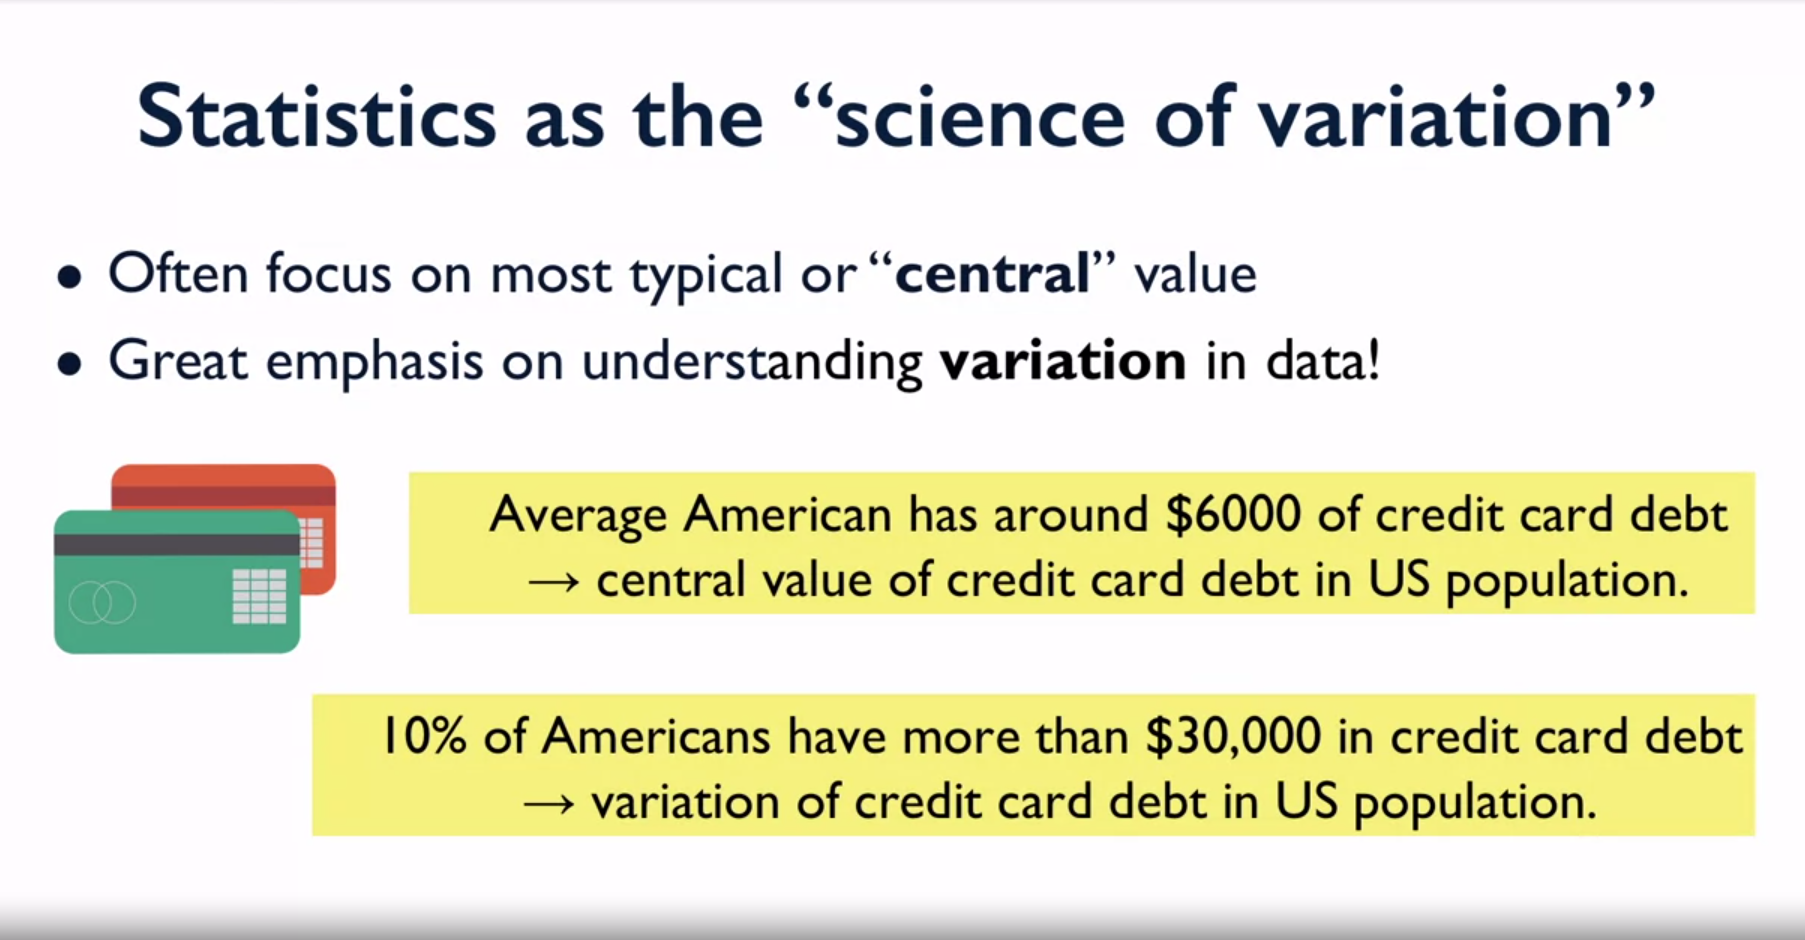 Statistics as the “science of variation”
• Often focus on most typical or “central” value
• Great emphasis on understanding variation in data!
Average American has around $6000 of credit card debt
→ central value of credit card debt in US population.
10% of Americans have more than $30,000 in credit card debt
→ variation of credit card debt in US population.